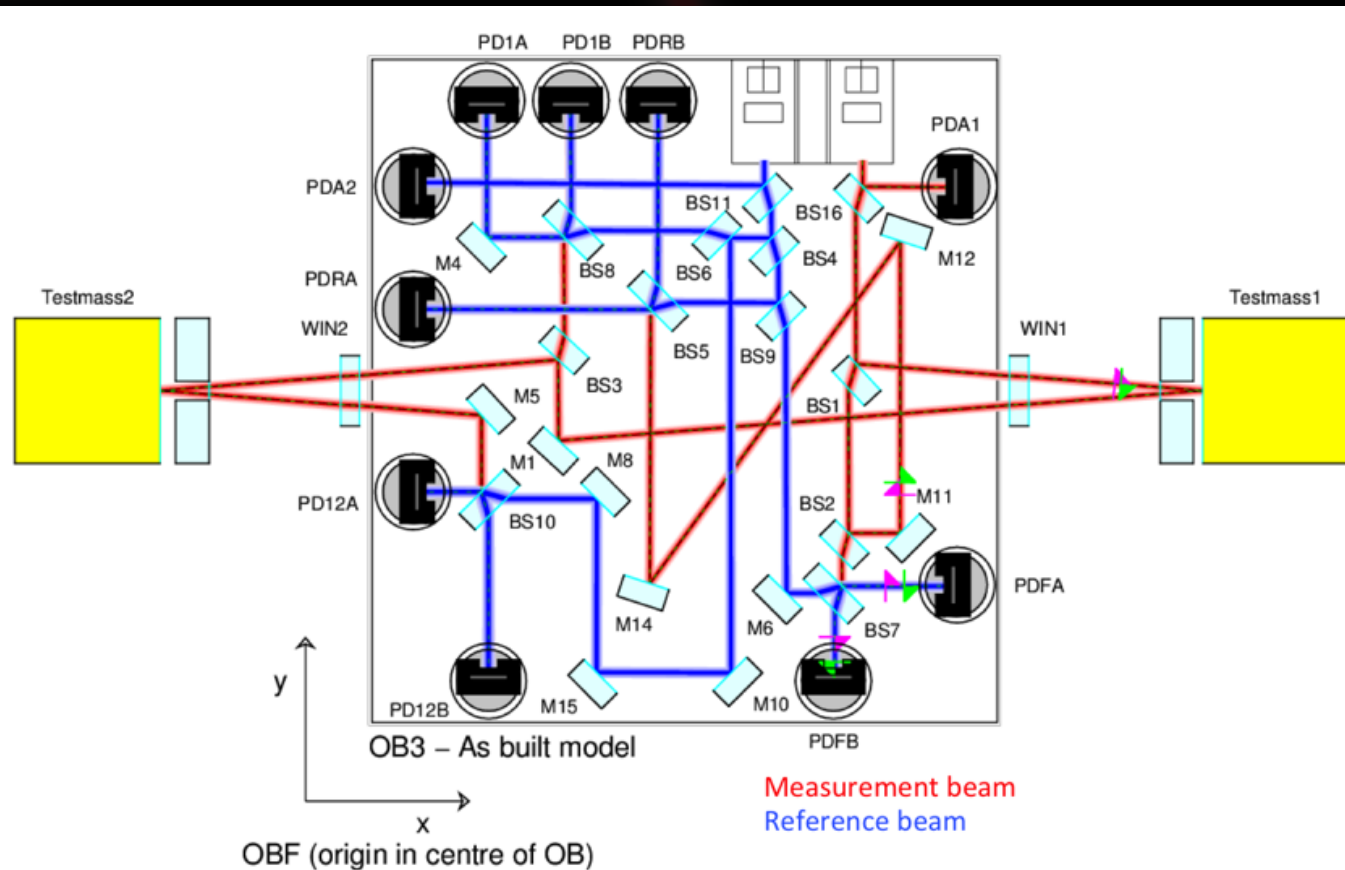 PD1A PD1B PDRB
PDA1
PDA2
BS11
BS16
M4
BS8
BS6
BS4
M12
PDRA
Testmass2
Testmass1
WIN2
WIN1
BS5
BS9
BS3
M5
BS1
M1
M8
PD12A
BS10
BS2
M11
PDFA
M14
M6
BS7
y
PD12B
M15
M10
PDFB
OB3 – As built model
Measurement beam
x
Reference beam
OBF (origin in centre of OB)